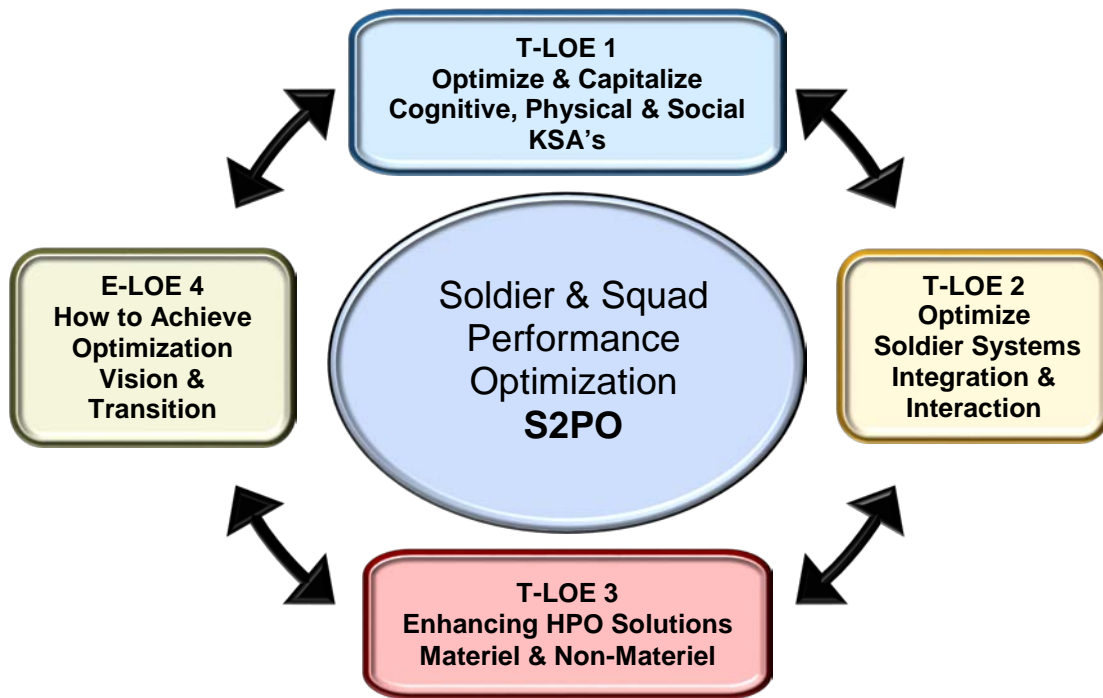 T-LOE 1
Optimize & Capitalize
Cognitive, Physical & Social
KSA’s
E-LOE 4
How to Achieve
Optimization
Vision &
Transition
Soldier & Squad
Performance
Optimization
S2PO
T-LOE 2
Optimize
Soldier Systems
Integration &
Interaction
T-LOE 3
Enhancing HPO Solutions
Materiel & Non-Materiel